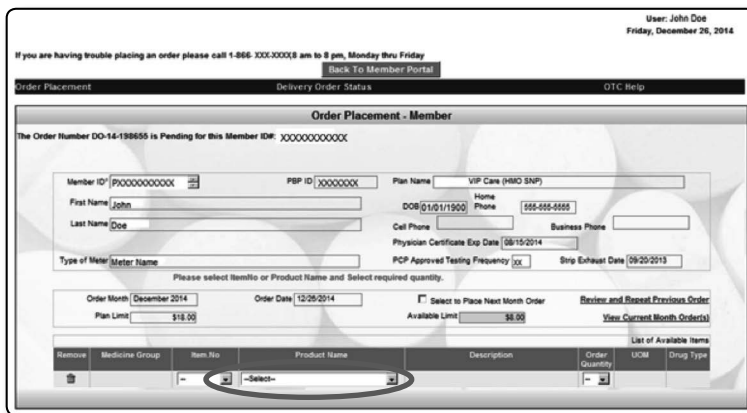 User: John Doe
Friday, December 26, 2014
If you are having trouble placing an order please call 1-866- XXX-XXXX(8 am to 8 pm, Monday thru Friday
Back To Member Portal
Order Placement Delivery Order Status OTC Help
Order Placement - Member
The Order Number DO-14-198655 is Pending for this Member ID#: XXXXXXXXXXX
Member ID* PXXXXXXXXXX PBP ID XXXXXXX Plan Name VIP Care (HMO SNP)
First Name John DOB 01/01/1900 Home Phone 555-555-5555
Last Name Doe Cell Phone Business Phone
Physician Certificate Exp Date 08/15/2014
Type of Meter Meter Name PCP Approved Testing Frequency XX Strip Exhaust Date 09/20/2013
Please select ItemNo or Product Name and Select required quantity.
Order Month December 2014 Order Date 12/26/2014 Select to Place Next Month Order Review and Repeat Previous Order
Plan Limit $18.00 Available Limit $8.00 View Current Month Order(s)
List of Available Items
Remove Medicine Group Item.No Product Name Description Order Quantity UOM Drug Type
-- --Select-- --